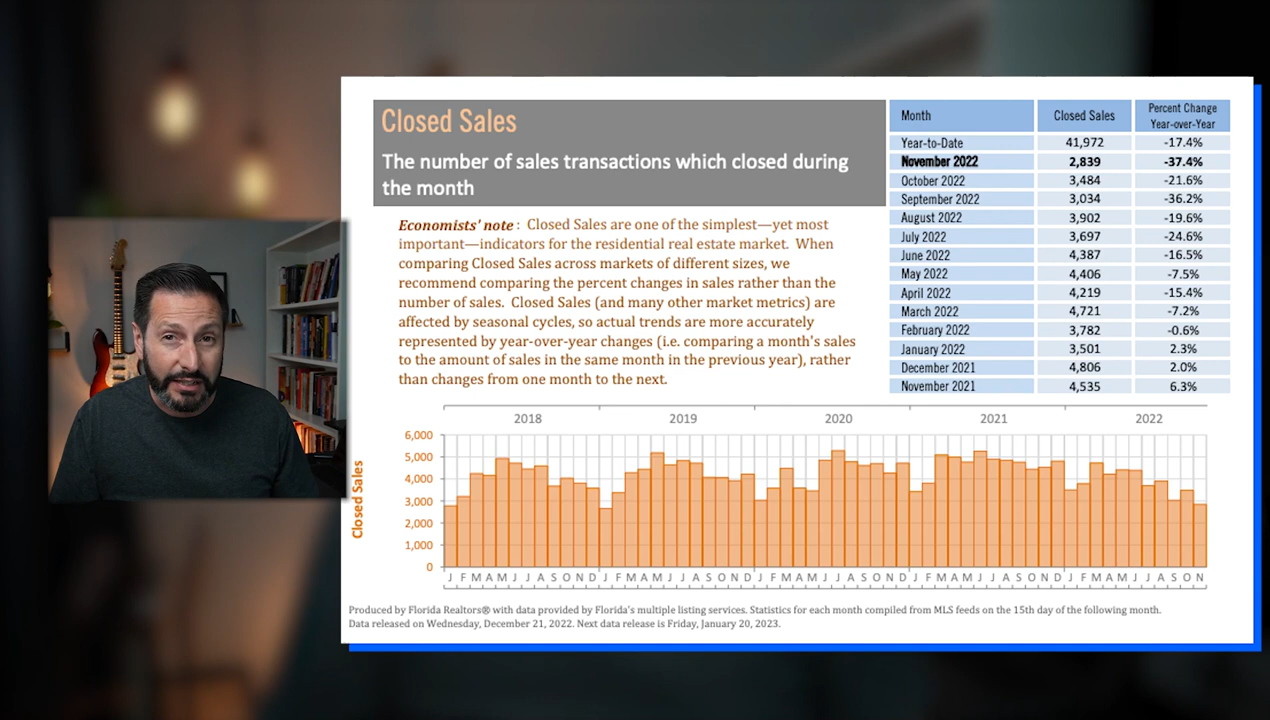 Closed Sales
The number of sales transactions which closed during
the month
Economists' note : Closed Sales are one of the simplest—yet most
important—indicators for the residential real estate market. When
comparing Closed Sales across markets of different sizes, we
recommend comparing the percent changes in sales rather than the
number of sales. Closed Sales (and many other market metrics) are
affected by seasonal cycles, so actual trends are more accurately
represented by year-over-year changes (i.e. comparing a month's sales
to the amount of sales in the same month in the previous year), rather
than changes from one month to the next.
Month Closed Sales Percent Change
Year-over-Year
Year-to-Date 41,972 -17.4%
November 2022 2,839 -37.4%
October 2022 3,484 -21.6%
September 2022 3,034 -36.2%
August 2022 3,902 -19.6%
July 2022 3,697 -24.6%
June 2022 4,387 -16.5%
May 2022 4,406 -7.5%
April 2022 4,219 -15.4%
March 2022 4,721 -7.2%
February 2022 3,782 -0.6%
January 2022 3,501 2.3%
December 2021 4,806 2.0%
November 2021 4,535 6.3%
2018 2019 2020 2021 2022
Closed Sales
6,000
5,000
4,000
3,000
2,000
1,000
0
J F M A M J J A S O N D J F M A M J J A S O N D J F M A M J J A S O N D J F M A M J J A S O N D J F M A M J J A S O N
Produced by Florida Realtors® with data provided by Florida's multiple listing services. Statistics for each month compiled from MLS feeds on the 15th day of the following month.
Data released on Wednesday, December 21, 2022. Next data release is Friday, January 20, 2023.